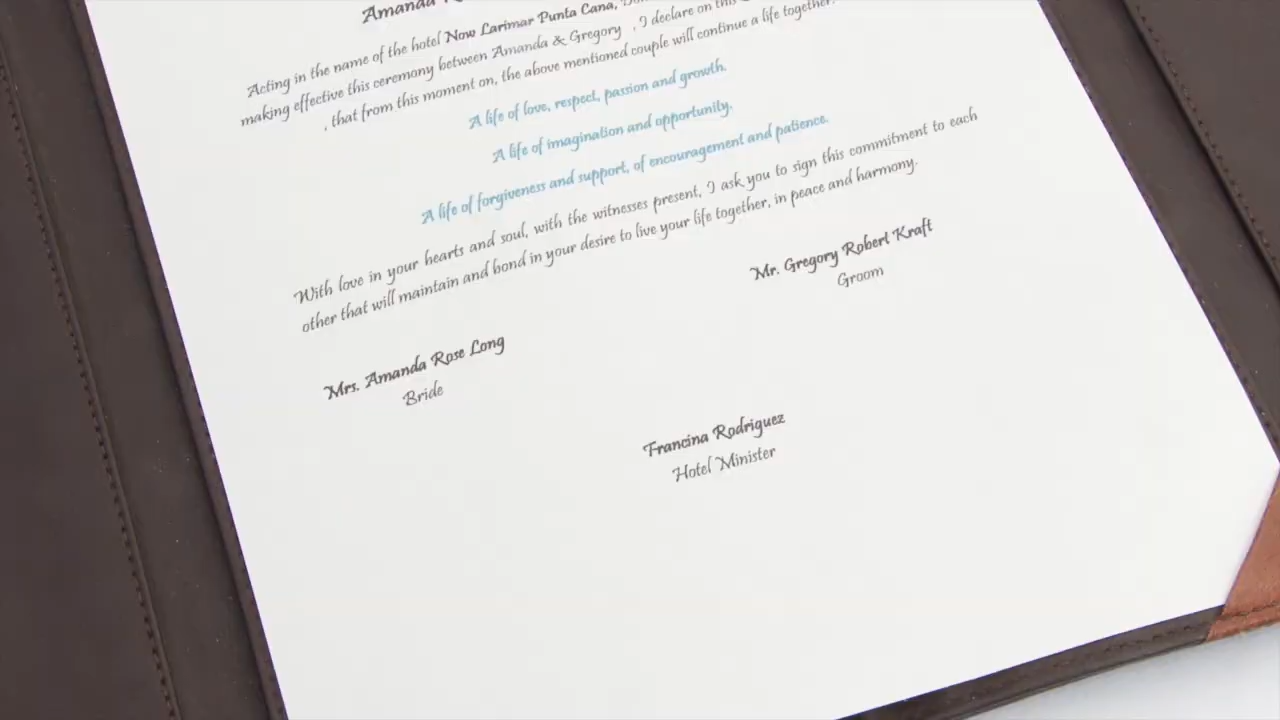 Amanda
Acting in the name of the hotel Now Larimar Punta Cana,
making effective this ceremony between Amanda & Gregory , I declare on this
, that from this moment on, the above mentioned couple will continue a life together.
A life of love, respect, passion and growth.
A life of imagination and opportunity.
A life of forgiveness and support, of encouragement and patience.
With love in your hearts and soul, with the witnesses present, I ask you to sign this commitment to each
other that will maintain and bond in your desire to live your life together, in peace and harmony.
Mr. Gregory Robert Kraft
Groom
Mrs. Amanda Rose Long
Bride
Francina Rodriguez
Hotel Minister